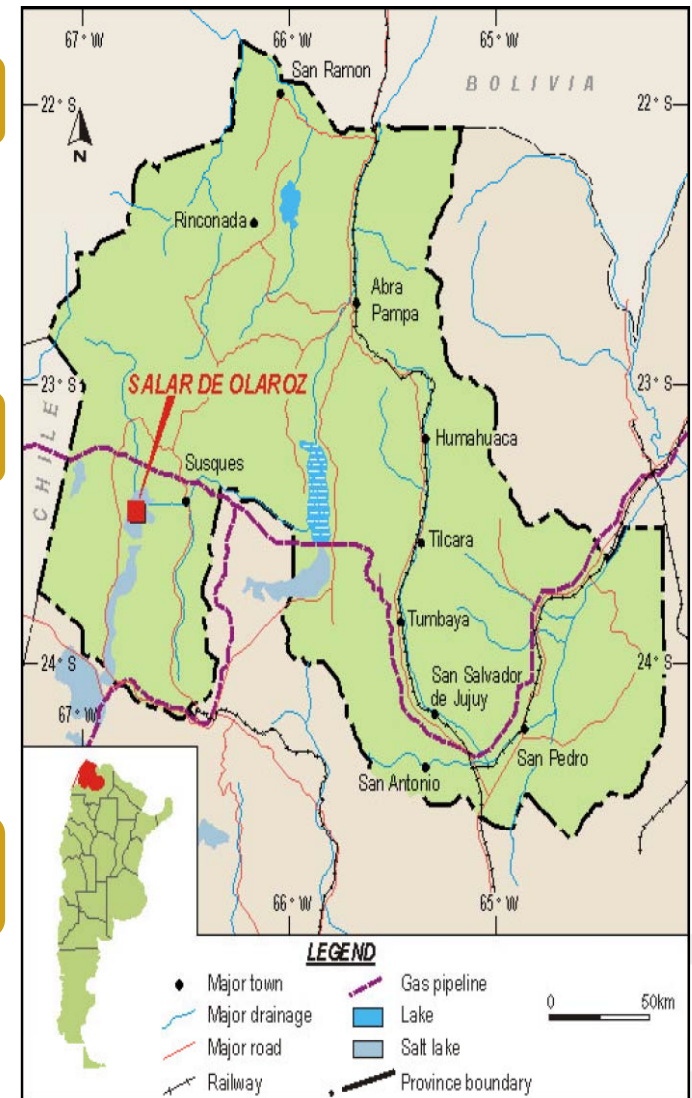 67° W
66° W
65° W
San Ramon
BOLIVIA
22° S
22° S
N
Rinconada
Abra
Pampa
23° S
23° S
SALAR DE OLAROZ
CHILE
Humahuaca
Susques
Tilcara
Tumbaya
24° S
24° S
San Salvador
de Jujuy
67° W
San Pedro
San Antonio
66° W
65° W
LEGEND
Major town
Gas pipeline
Major drainage
Lake
0 50km
Major road
Salt lake
Railway
Province boundary